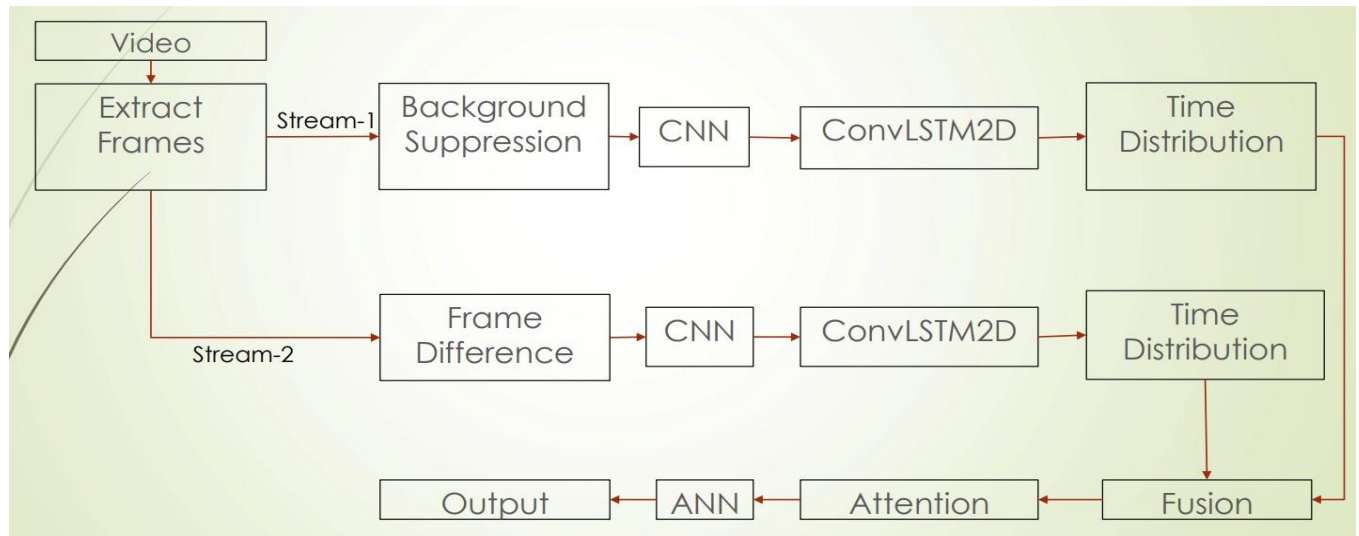 Video
Extract
Frames
Stream-1
Background
Suppression
CNN
ConvLSTM2D
Time
Distribution
Stream-2
Frame
Difference
CNN
ConvLSTM2D
Time
Distribution
Output
ANN
Attention
Fusion